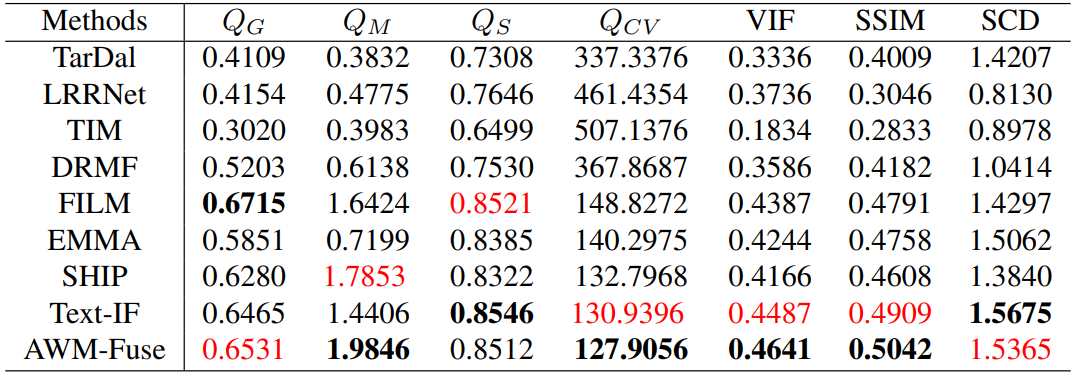 Methods Q_G Q_M Q_S Q_CV VIF SSIM SCD
TarDal 0.4109 0.3832 0.7308 337.3376 0.3336 0.4009 1.4207
LRRNet 0.4154 0.4775 0.7646 461.4354 0.3736 0.3046 0.8130
TIM 0.3020 0.3983 0.6499 507.1376 0.1834 0.2833 0.8978
DRMF 0.5203 0.6138 0.7530 367.8687 0.3586 0.4182 1.0414
FILM 0.6715 1.6424 0.8521 148.8272 0.4387 0.4791 1.4297
EMMA 0.5851 0.7199 0.8385 140.2975 0.4244 0.4758 1.5062
SHIP 0.6280 1.7853 0.8322 132.7968 0.4166 0.4608 1.3840
Text-IF 0.6465 1.4406 0.8546 130.9396 0.4487 0.4909 1.5675
AWM-Fuse 0.6531 1.9846 0.8512 127.9056 0.4641 0.5042 1.5365